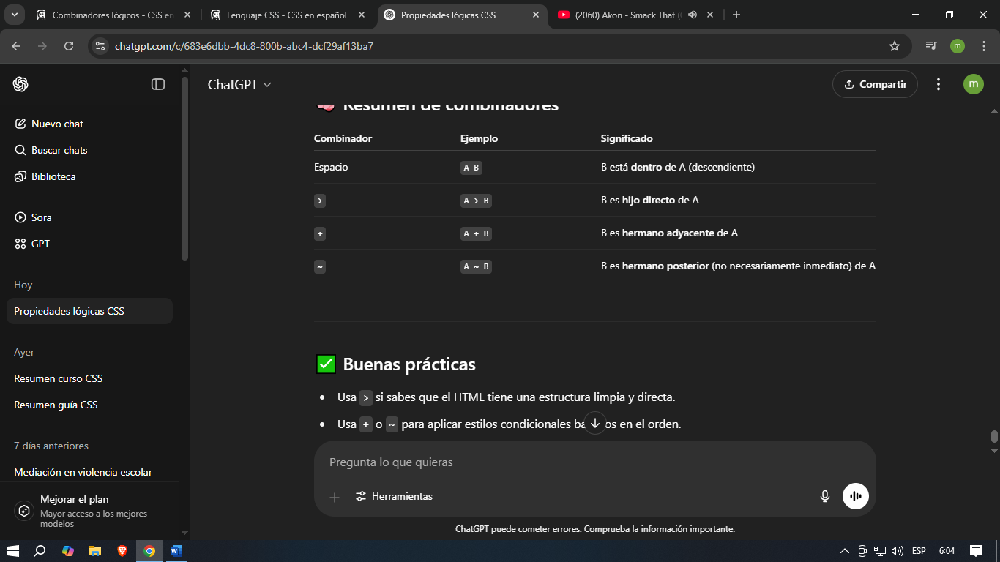 Combinadores lógicos - CSS en
Lenguaje CSS - CSS en español
Propiedades lógicas CSS
(2060) Akon - Smack That (
chatgpt.com/c/683e6dbb-4dc8-800b-abc4-dcf29af13ba7
m
ChatGPT
Compartir
m
Nuevo chat
Buscar chats
Biblioteca
Sora
GPT
Hoy
Propiedades lógicas CSS
Ayer
Resumen curso CSS
Resumen guía CSS
7 días anteriores
Mediación en violencia escolar
Mejorar el plan
Mayor acceso a los mejores
modelos
Resumen de combinadores
Combinador Ejemplo Significado
Espacio A B B está dentro de A (descendiente)
> A > B B es hijo directo de A
+ A + B B es hermano adyacente de A
~ A ~ B B es hermano posterior (no necesariamente inmediato) de A
Buenas prácticas
• Usa > si sabes que el HTML tiene una estructura limpia y directa.
• Usa + o ~ para aplicar estilos condicionales en el orden.
Pregunta lo que quieras
Herramientas
ChatGPT puede cometer errores. Comprueba la información importante.
ESP 6:04